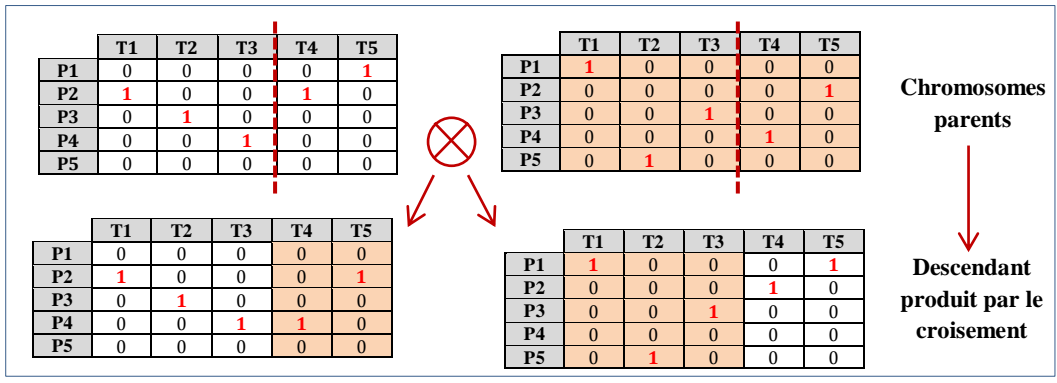 T1 T2 T3 T4 T5
P1 0 0 0 0 1
P2 1 0 0 1 0
P3 0 1 0 0 0
P4 0 0 1 0 0
P5 0 0 0 0 0
T1 T2 T3 T4 T5
P1 1 0 0 0 0
P2 0 0 0 0 1
P3 0 0 1 0 0
P4 0 0 0 1 0
P5 0 1 0 0 0
Chromosomes
parents
T1 T2 T3 T4 T5
P1 0 0 0 0 0
P2 1 0 0 0 1
P3 0 1 0 0 0
P4 0 0 1 1 0
P5 0 0 0 0 0
T1 T2 T3 T4 T5
P1 1 0 0 0 1
P2 0 0 0 1 0
P3 0 0 1 0 0
P4 0 0 0 0 0
P5 0 1 0 0 0
Descendant
produit par le
croisement